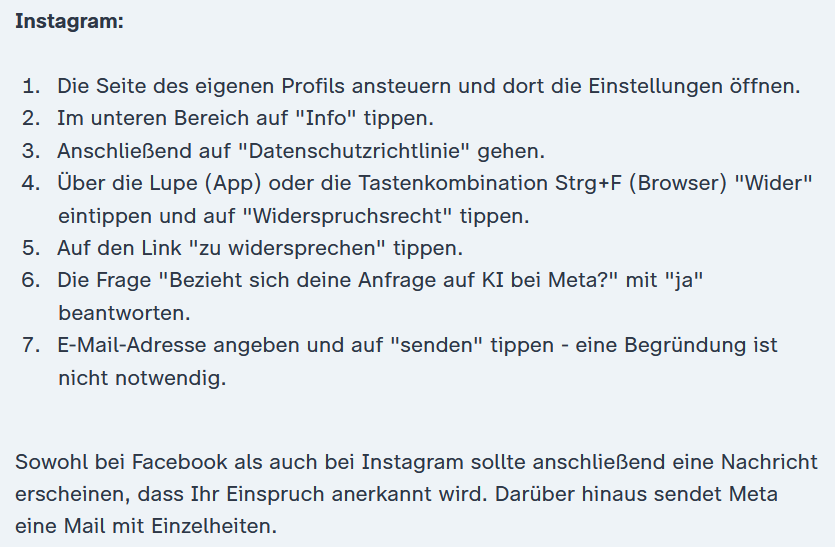 Instagram:
1. Die Seite des eigenen Profils ansteuern und dort die Einstellungen öffnen.
2. Im unteren Bereich auf "Info" tippen.
3. Anschließend auf "Datenschutzrichtlinie" gehen.
4. Über die Lupe (App) oder die Tastenkombination Strg+F (Browser) "Wider"
eintippen und auf "Widerspruchsrecht" tippen.
5. Auf den Link "zu widersprechen" tippen.
6. Die Frage "Bezieht sich deine Anfrage auf KI bei Meta?" mit "ja"
beantworten.
7. E-Mail-Adresse angeben und auf "senden" tippen - eine Begründung ist
nicht notwendig.
Sowohl bei Facebook als auch bei Instagram sollte anschließend eine Nachricht
erscheinen, dass Ihr Einspruch anerkannt wird. Darüber hinaus sendet Meta
eine Mail mit Einzelheiten.